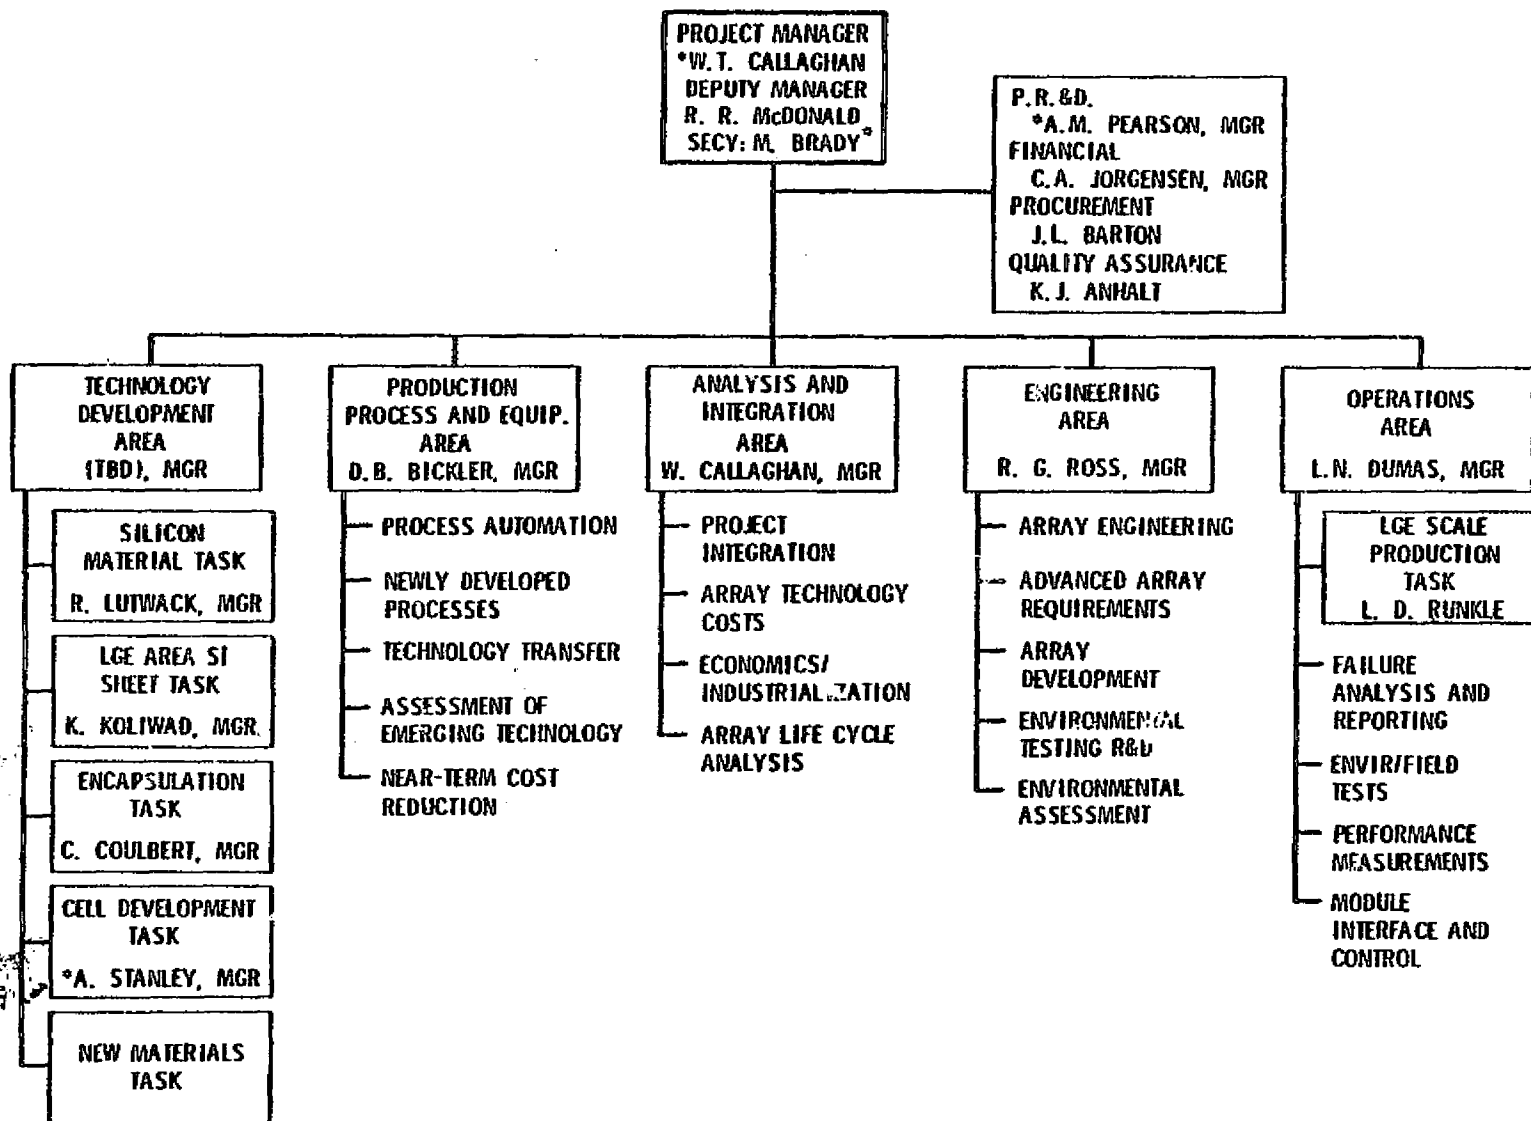 PROJECT MANAGER
*W.T. CALLAGHAN
DEPUTY MANAGER
R. R. McDONALD
SECY: M. BRADY*
P.R.&D.
*A.M. PEARSON, MGR
FINANCIAL
C.A. JORGENSEN, MGR
PROCUREMENT
J.L. BARTON
QUALITY ASSURANCE
K.J. ANHALT
TECHNOLOGY
DEVELOPMENT
AREA
(TBD), MGR
SILICON
MATERIAL TASK
R. LUTWACK, MGR
LGE AREA SI
SHEET TASK
K. KOLIWAD, MGR.
ENCAPSULATION
TASK
C. COULBERT, MGR
CELL DEVELOPMENT
TASK
*A. STANLEY, MGR
NEW MATERIALS
TASK
PRODUCTION
PROCESS AND EQUIP.
AREA
D.B. BICKLER, MGR
PROCESS AUTOMATION
NEWLY DEVELOPED
PROCESSES
TECHNOLOGY TRANSFER
ASSESSMENT OF
EMERGING TECHNOLOGY
NEAR-TERM COST
REDUCTION
ANALYSIS AND
INTEGRATION
AREA
W. CALLAGHAN, MGR
PROJECT
INTEGRATION
ARRAY TECHNOLOGY
COSTS
ECONOMICS/
INDUSTRIALIZATION
ARRAY LIFE CYCLE
ANALYSIS
ENGINEERING
AREA
R. G. ROSS, MGR
ARRAY ENGINEERING
ADVANCED ARRAY
REQUIREMENTS
ARRAY
DEVELOPMENT
ENVIRONMENTAL
TESTING R&D
ENVIRONMENTAL
ASSESSMENT
OPERATIONS
AREA
L.N. DUMAS, MGR
LGE SCALE
PRODUCTION
TASK
L. D. RUNKLE
FAILURE
ANALYSIS AND
REPORTING
ENVIR/FIELD
TESTS
PERFORMANCE
MEASUREMENTS
MODULE
INTERFACE AND
CONTROL